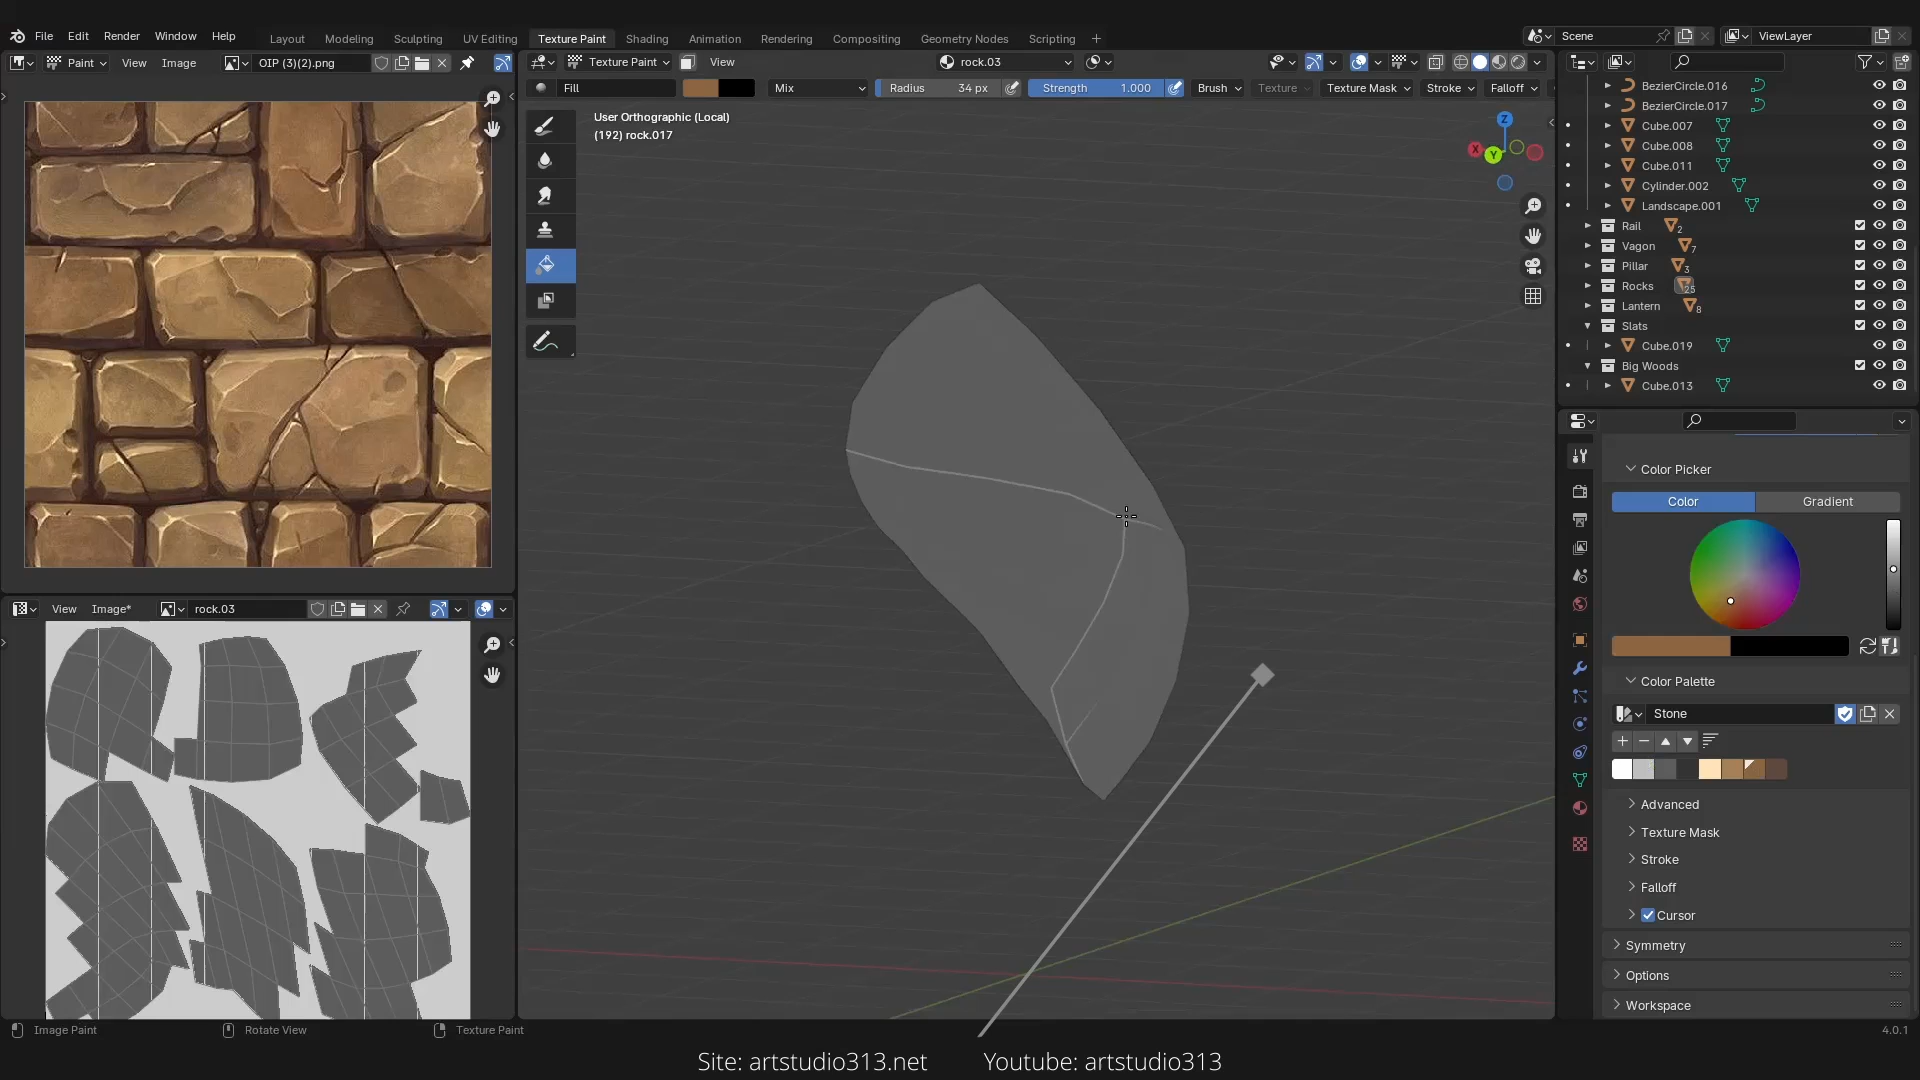 File Edit Render Window Help Layout Modeling Sculpting UV Editing Texture Paint Shading Animation Rendering Compositing Geometry Nodes Scripting + Scene ViewLayer
Paint View Image OIP (3)(2).png Texture Paint View rock.03
Fill Mix Radius 34 px Strength 1.000 Brush Texture Texture Mask Stroke Falloff
User Orthographic (Local)
(192) rock.017
Z
X
Y
BezierCircle.016
BezierCircle.017
Cube.007
Cube.008
Cube.011
Cylinder.002
Landscape.001
Rail 2
Vagon 7
Pillar 3
Rocks 25
Lantern 8
Slats
Cube.019
Big Woods
Cube.013
Color Picker
Color Gradient
Color Palette
Stone
Advanced
Texture Mask
Stroke
Falloff
Cursor
Symmetry
Options
Workspace
View Image* rock.03
Image Paint Rotate View Texture Paint 4.0.1
Site: artstudio313.net Youtube: artstudio313